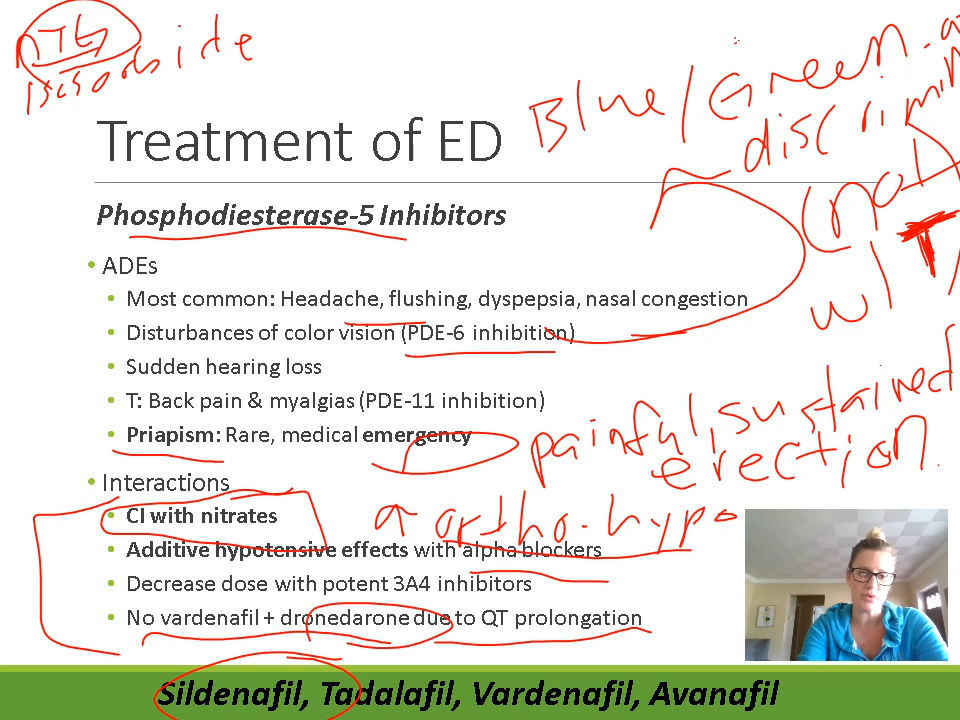 NTG
isosorbide
Blue/Green
discrimin
(not
w/ T)
Treatment of ED
Phosphodiesterase-5 Inhibitors
• ADEs
• Most common: Headache, flushing, dyspepsia, nasal congestion
• Disturbances of color vision (PDE-6 inhibition)
• Sudden hearing loss
• T: Back pain & myalgias (PDE-11 inhibition)
• Priapism: Rare, medical emergency
painful, sustained
erection
• Interactions
• CI with nitrates
ortho-hypo
• Additive hypotensive effects with alpha blockers
• Decrease dose with potent 3A4 inhibitors
• No vardenafil + dronedarone due to QT prolongation
Sildenafil, Tadalafil, Vardenafil, Avanafil